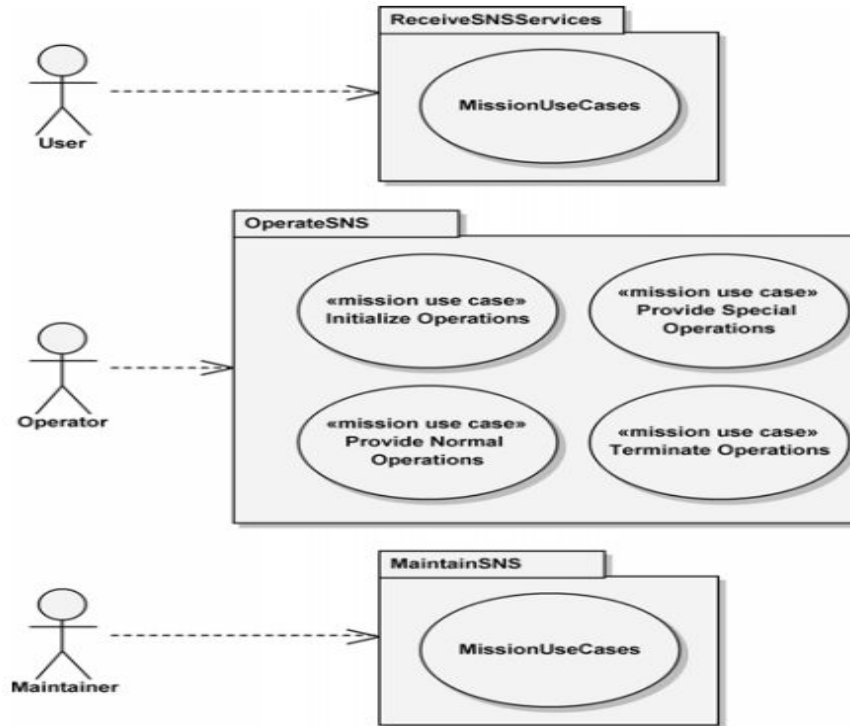 ReceiveSNSServices
MissionUseCases
User
OperateSNS
«mission use case»
Initialize Operations
«mission use case»
Provide Special
Operations
Operator
«mission use case»
Provide Normal
Operations
«mission use case»
Terminate Operations
MaintainSNS
MissionUseCases
Maintainer